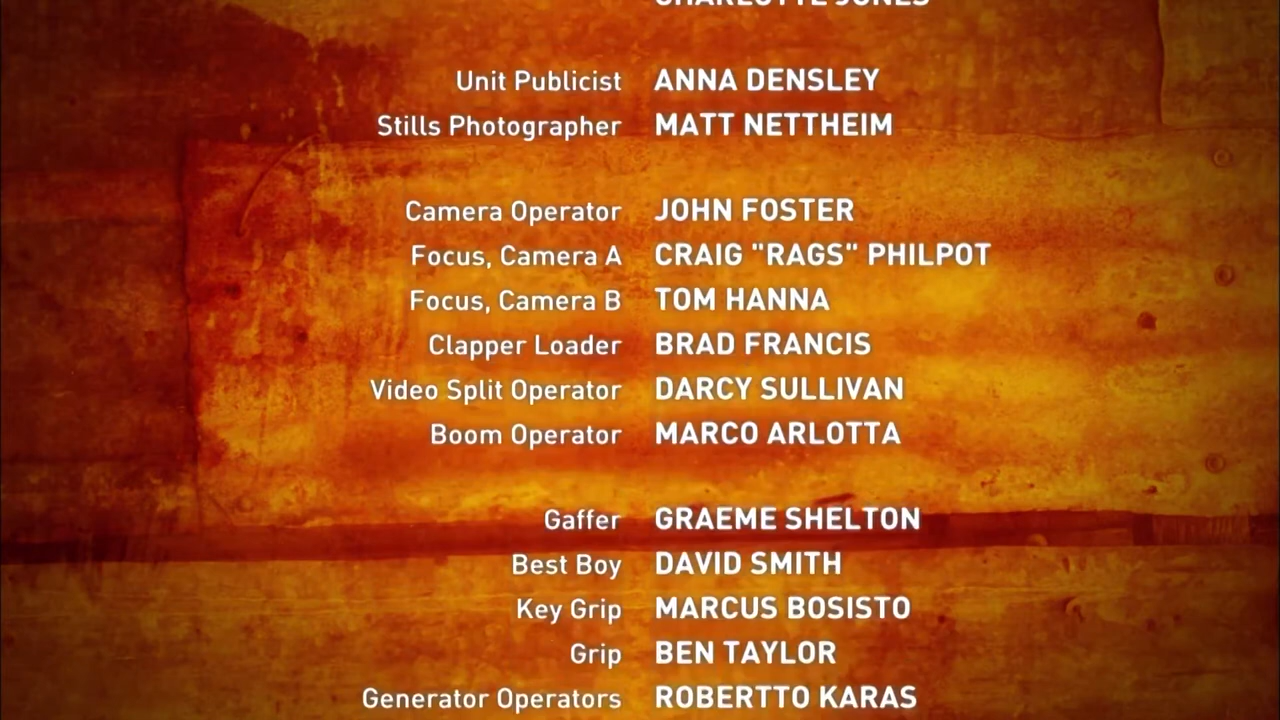 CHARLOTTE JONES
Unit Publicist ANNA DENSLEY
Stills Photographer MATT NETTHEIM
Camera Operator JOHN FOSTER
Focus, Camera A CRAIG "RAGS" PHILPOT
Focus, Camera B TOM HANNA
Clapper Loader BRAD FRANCIS
Video Split Operator DARCY SULLIVAN
Boom Operator MARCO ARLOTTA
Gaffer GRAEME SHELTON
Best Boy DAVID SMITH
Key Grip MARCUS BOSISTO
Grip BEN TAYLOR
Generator Operators ROBERTTO KARAS